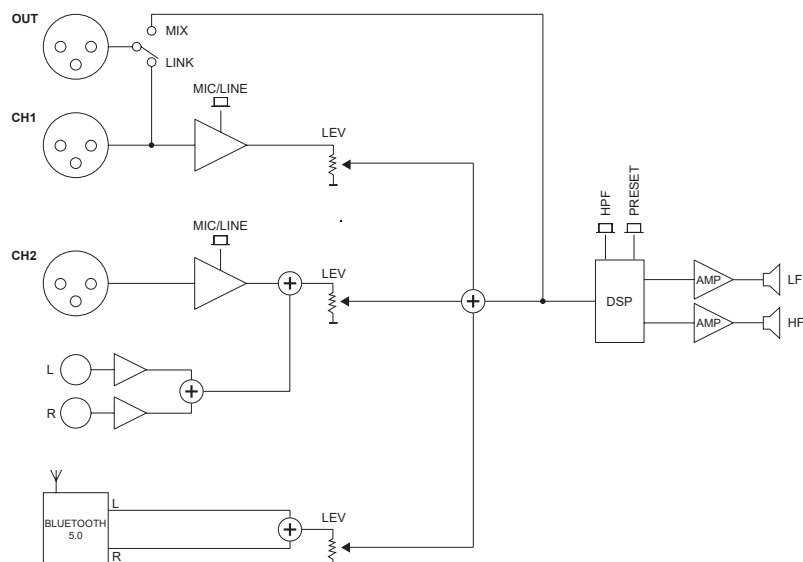 OUT
MIX
LINK
CH1
MIC/LINE
LEV
CH2
MIC/LINE
LEV
HPF
PRESET
DSP
AMP
LF
AMP
HF
L
R
BLUETOOTH
5.0
L
R
LEV